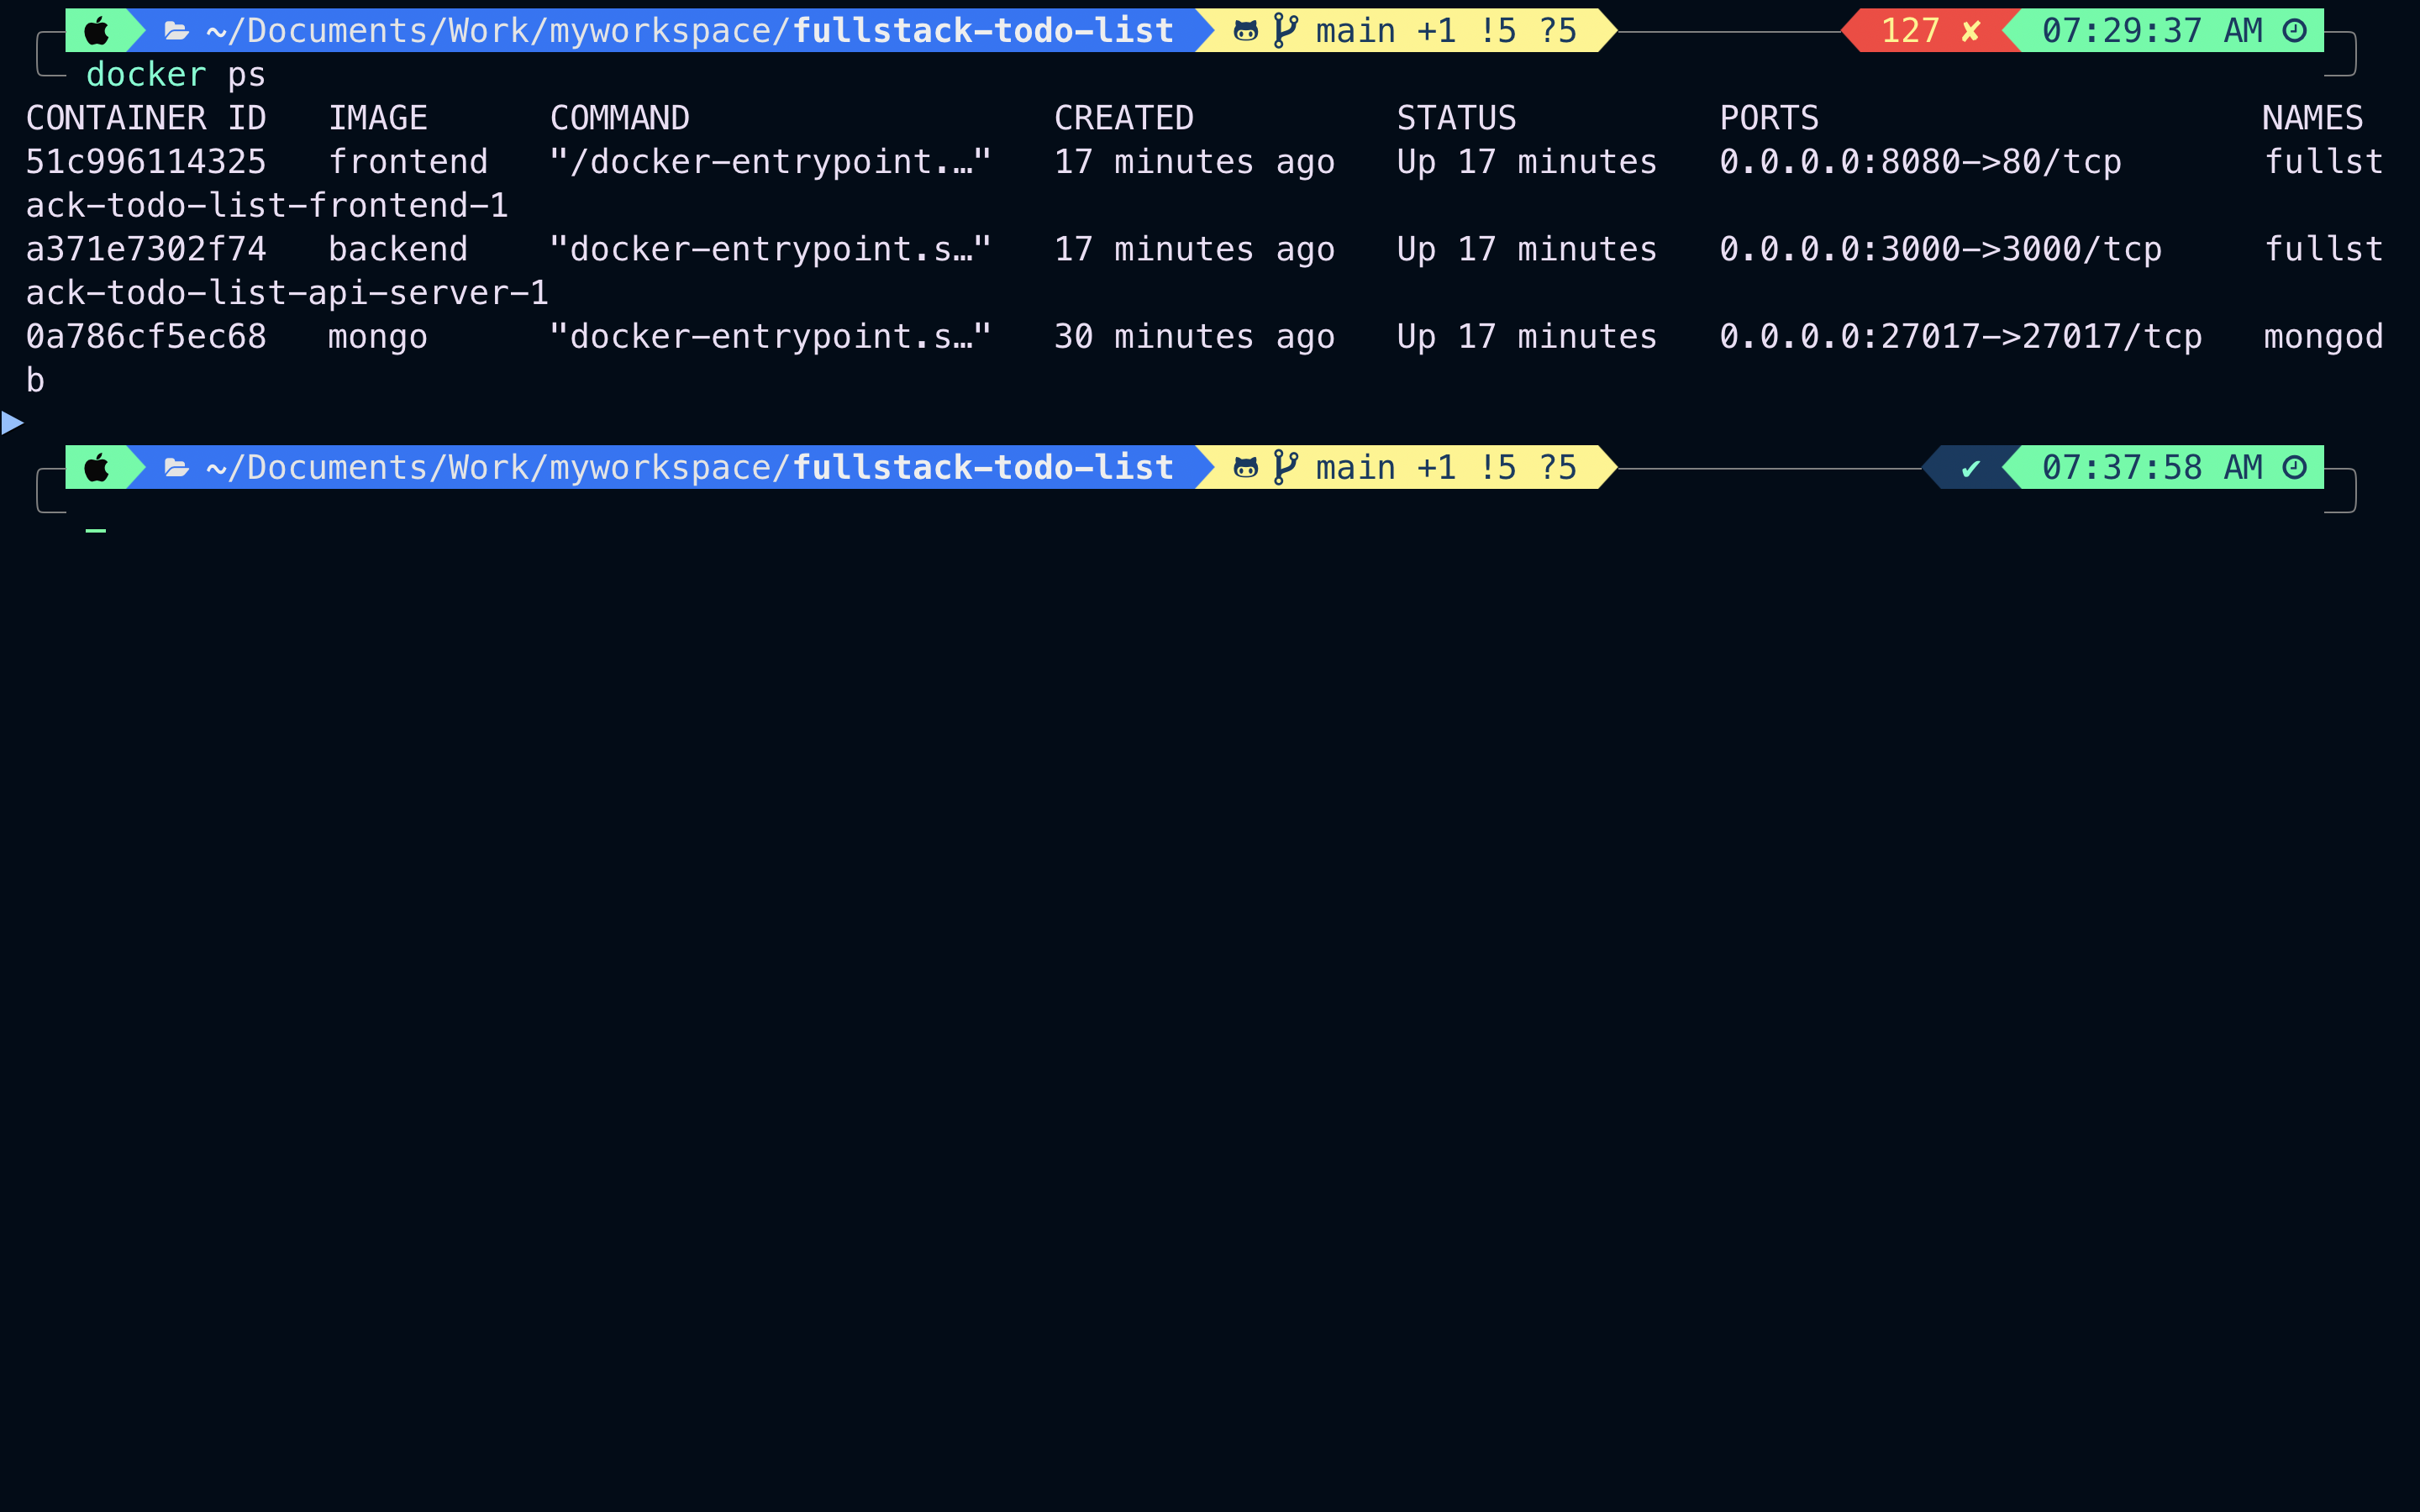 ~/Documents/Work/myworkspace/fullstack-todo-list main +1 !5 ?5 127 ✘ 07:29:37 AM
docker ps
CONTAINER ID   IMAGE      COMMAND                  CREATED          STATUS          PORTS                      NAMES
51c996114325   frontend   "/docker-entrypoint.…"   17 minutes ago   Up 17 minutes   0.0.0.0:8080->80/tcp       fullst
ack-todo-list-frontend-1
a371e7302f74   backend    "docker-entrypoint.s…"   17 minutes ago   Up 17 minutes   0.0.0.0:3000->3000/tcp     fullst
ack-todo-list-api-server-1
0a786cf5ec68   mongo      "docker-entrypoint.s…"   30 minutes ago   Up 17 minutes   0.0.0.0:27017->27017/tcp   mongod
b
~/Documents/Work/myworkspace/fullstack-todo-list main +1 !5 ?5 ✔ 07:37:58 AM